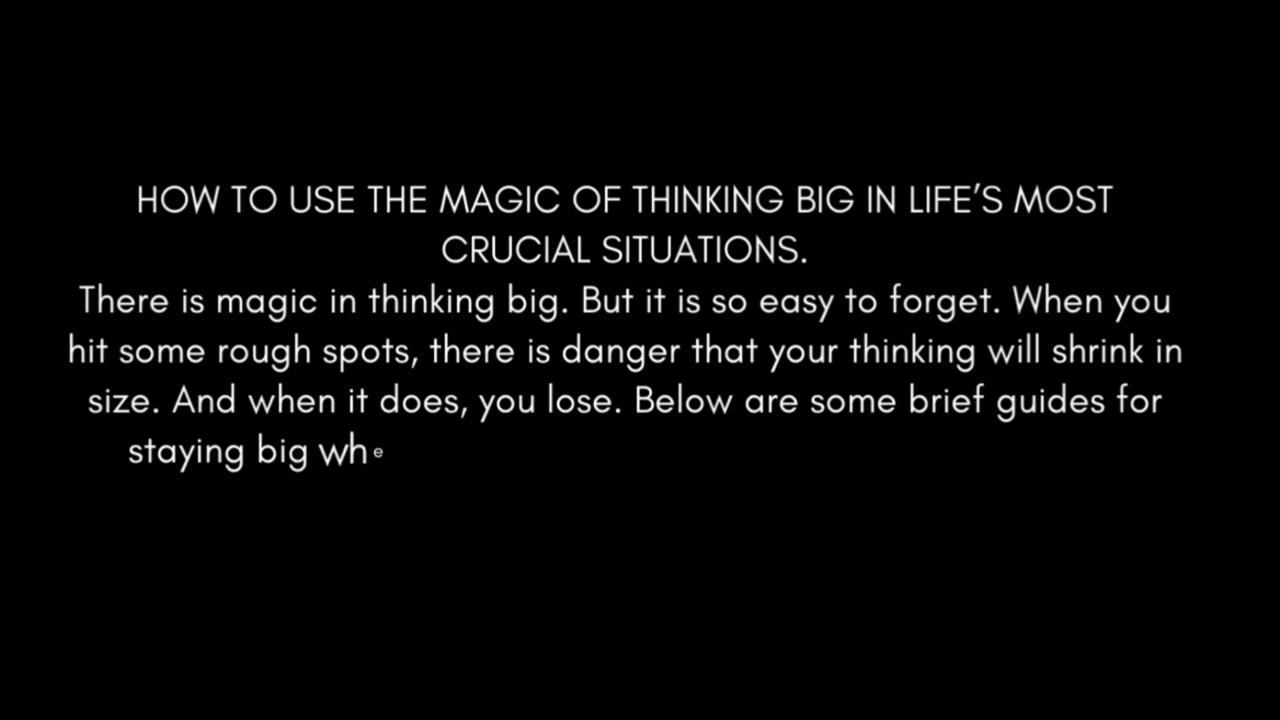 HOW TO USE THE MAGIC OF THINKING BIG IN LIFE’S MOST
CRUCIAL SITUATIONS.
There is magic in thinking big. But it is so easy to forget. When you
hit some rough spots, there is danger that your thinking will shrink in
size. And when it does, you lose. Below are some brief guides for
staying big whe